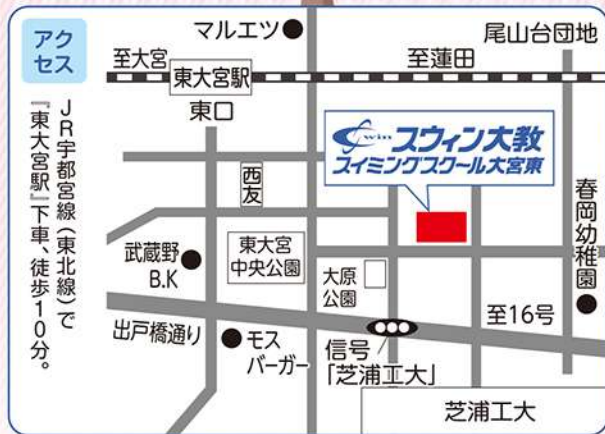 アク
セス
JR宇都宮線（東北線）で
『東大宮駅』下車、徒歩10分。
マルエツ
尾山台団地
至大宮
至蓮田
東大宮駅
東口
win スウィン大教
スイミングスクール大宮東
西友
春岡幼稚園
武蔵野
B.K
東大宮
中央公園
大原
公園
至16号
出戸橋通り
モス
バーガー
信号
「芝浦工大」
芝浦工大